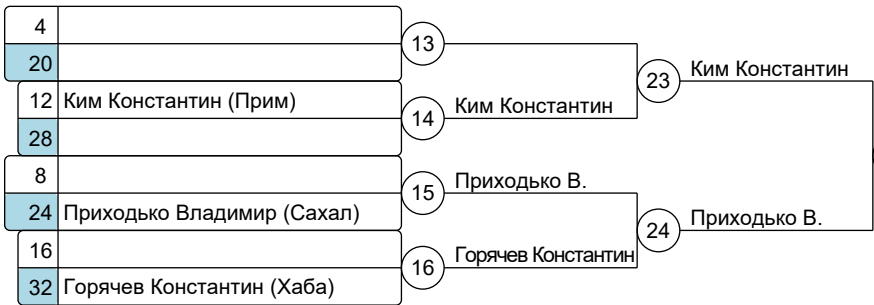 4
13
20
23 Ким Константин
12 Ким Константин (Прим)
14 Ким Константин
28
8
15 Приходько В.
24 Приходько Владимир (Сахал)
24 Приходько В.
16
16 Горячев Константин
32 Горячев Константин (Хаба)